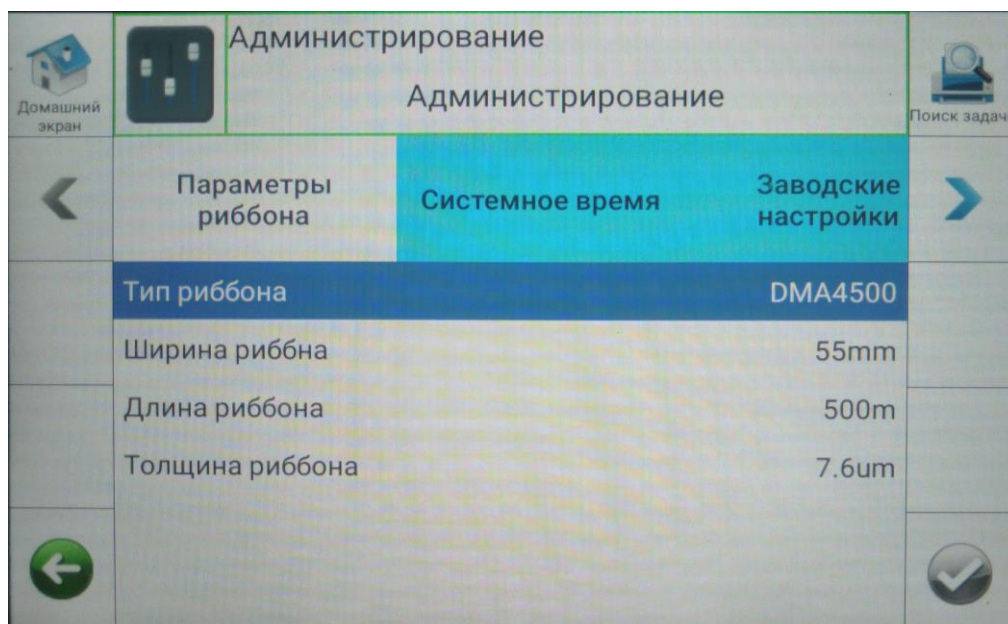 Администрирование
Администрирование
Домашний
экран
Поиск задач
Параметры
риббона
Системное время
Заводские
настройки
Тип риббона DMA4500
Ширина риббна 55mm
Длина риббона 500m
Толщина риббона 7.6um